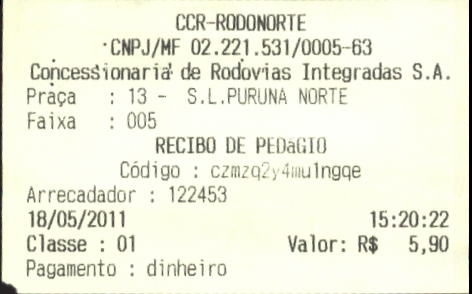 CCR-RODONORTE
CNPJ/MF 02.221.531/0005-63
Concessionaria de Rodovias Integradas S.A.
Praça : 13 - S.L.PURUNA NORTE
Faixa : 005
RECIBO DE PEDàGIO
Código : czmzq2y4mu1ngqe
Arrecadador : 122453
18/05/2011 15:20:22
Classe : 01 Valor: R$ 5,90
Pagamento : dinheiro